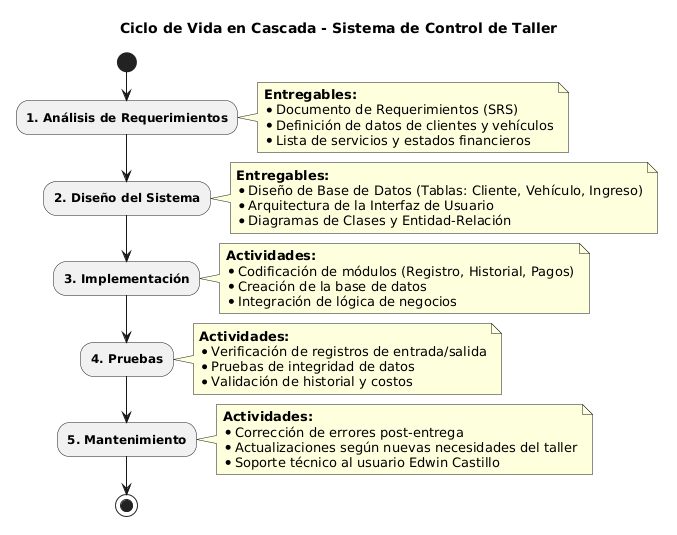 Ciclo de Vida en Cascada - Sistema de Control de Taller
1. Análisis de Requerimientos
Entregables:
• Documento de Requerimientos (SRS)
• Definición de datos de clientes y vehículos
• Lista de servicios y estados financieros
2. Diseño del Sistema
Entregables:
• Diseño de Base de Datos (Tablas: Cliente, Vehículo, Ingreso)
• Arquitectura de la Interfaz de Usuario
• Diagramas de Clases y Entidad-Relación
3. Implementación
Actividades:
• Codificación de módulos (Registro, Historial, Pagos)
• Creación de la base de datos
• Integración de lógica de negocios
4. Pruebas
Actividades:
• Verificación de registros de entrada/salida
• Pruebas de integridad de datos
• Validación de historial y costos
5. Mantenimiento
Actividades:
• Corrección de errores post-entrega
• Actualizaciones según nuevas necesidades del taller
• Soporte técnico al usuario Edwin Castillo